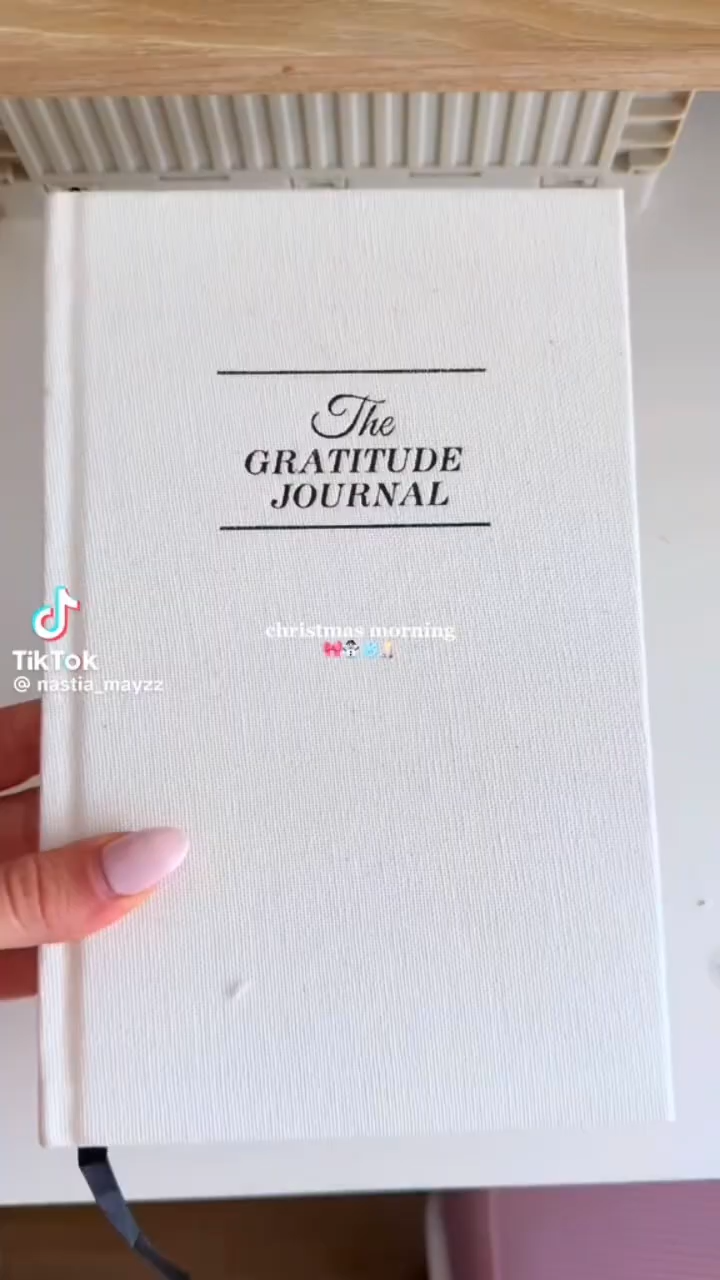 The
GRATITUDE
JOURNAL
christmas morning
🎀☃️🫧🕯️
TikTok
@ nastia_mayzz